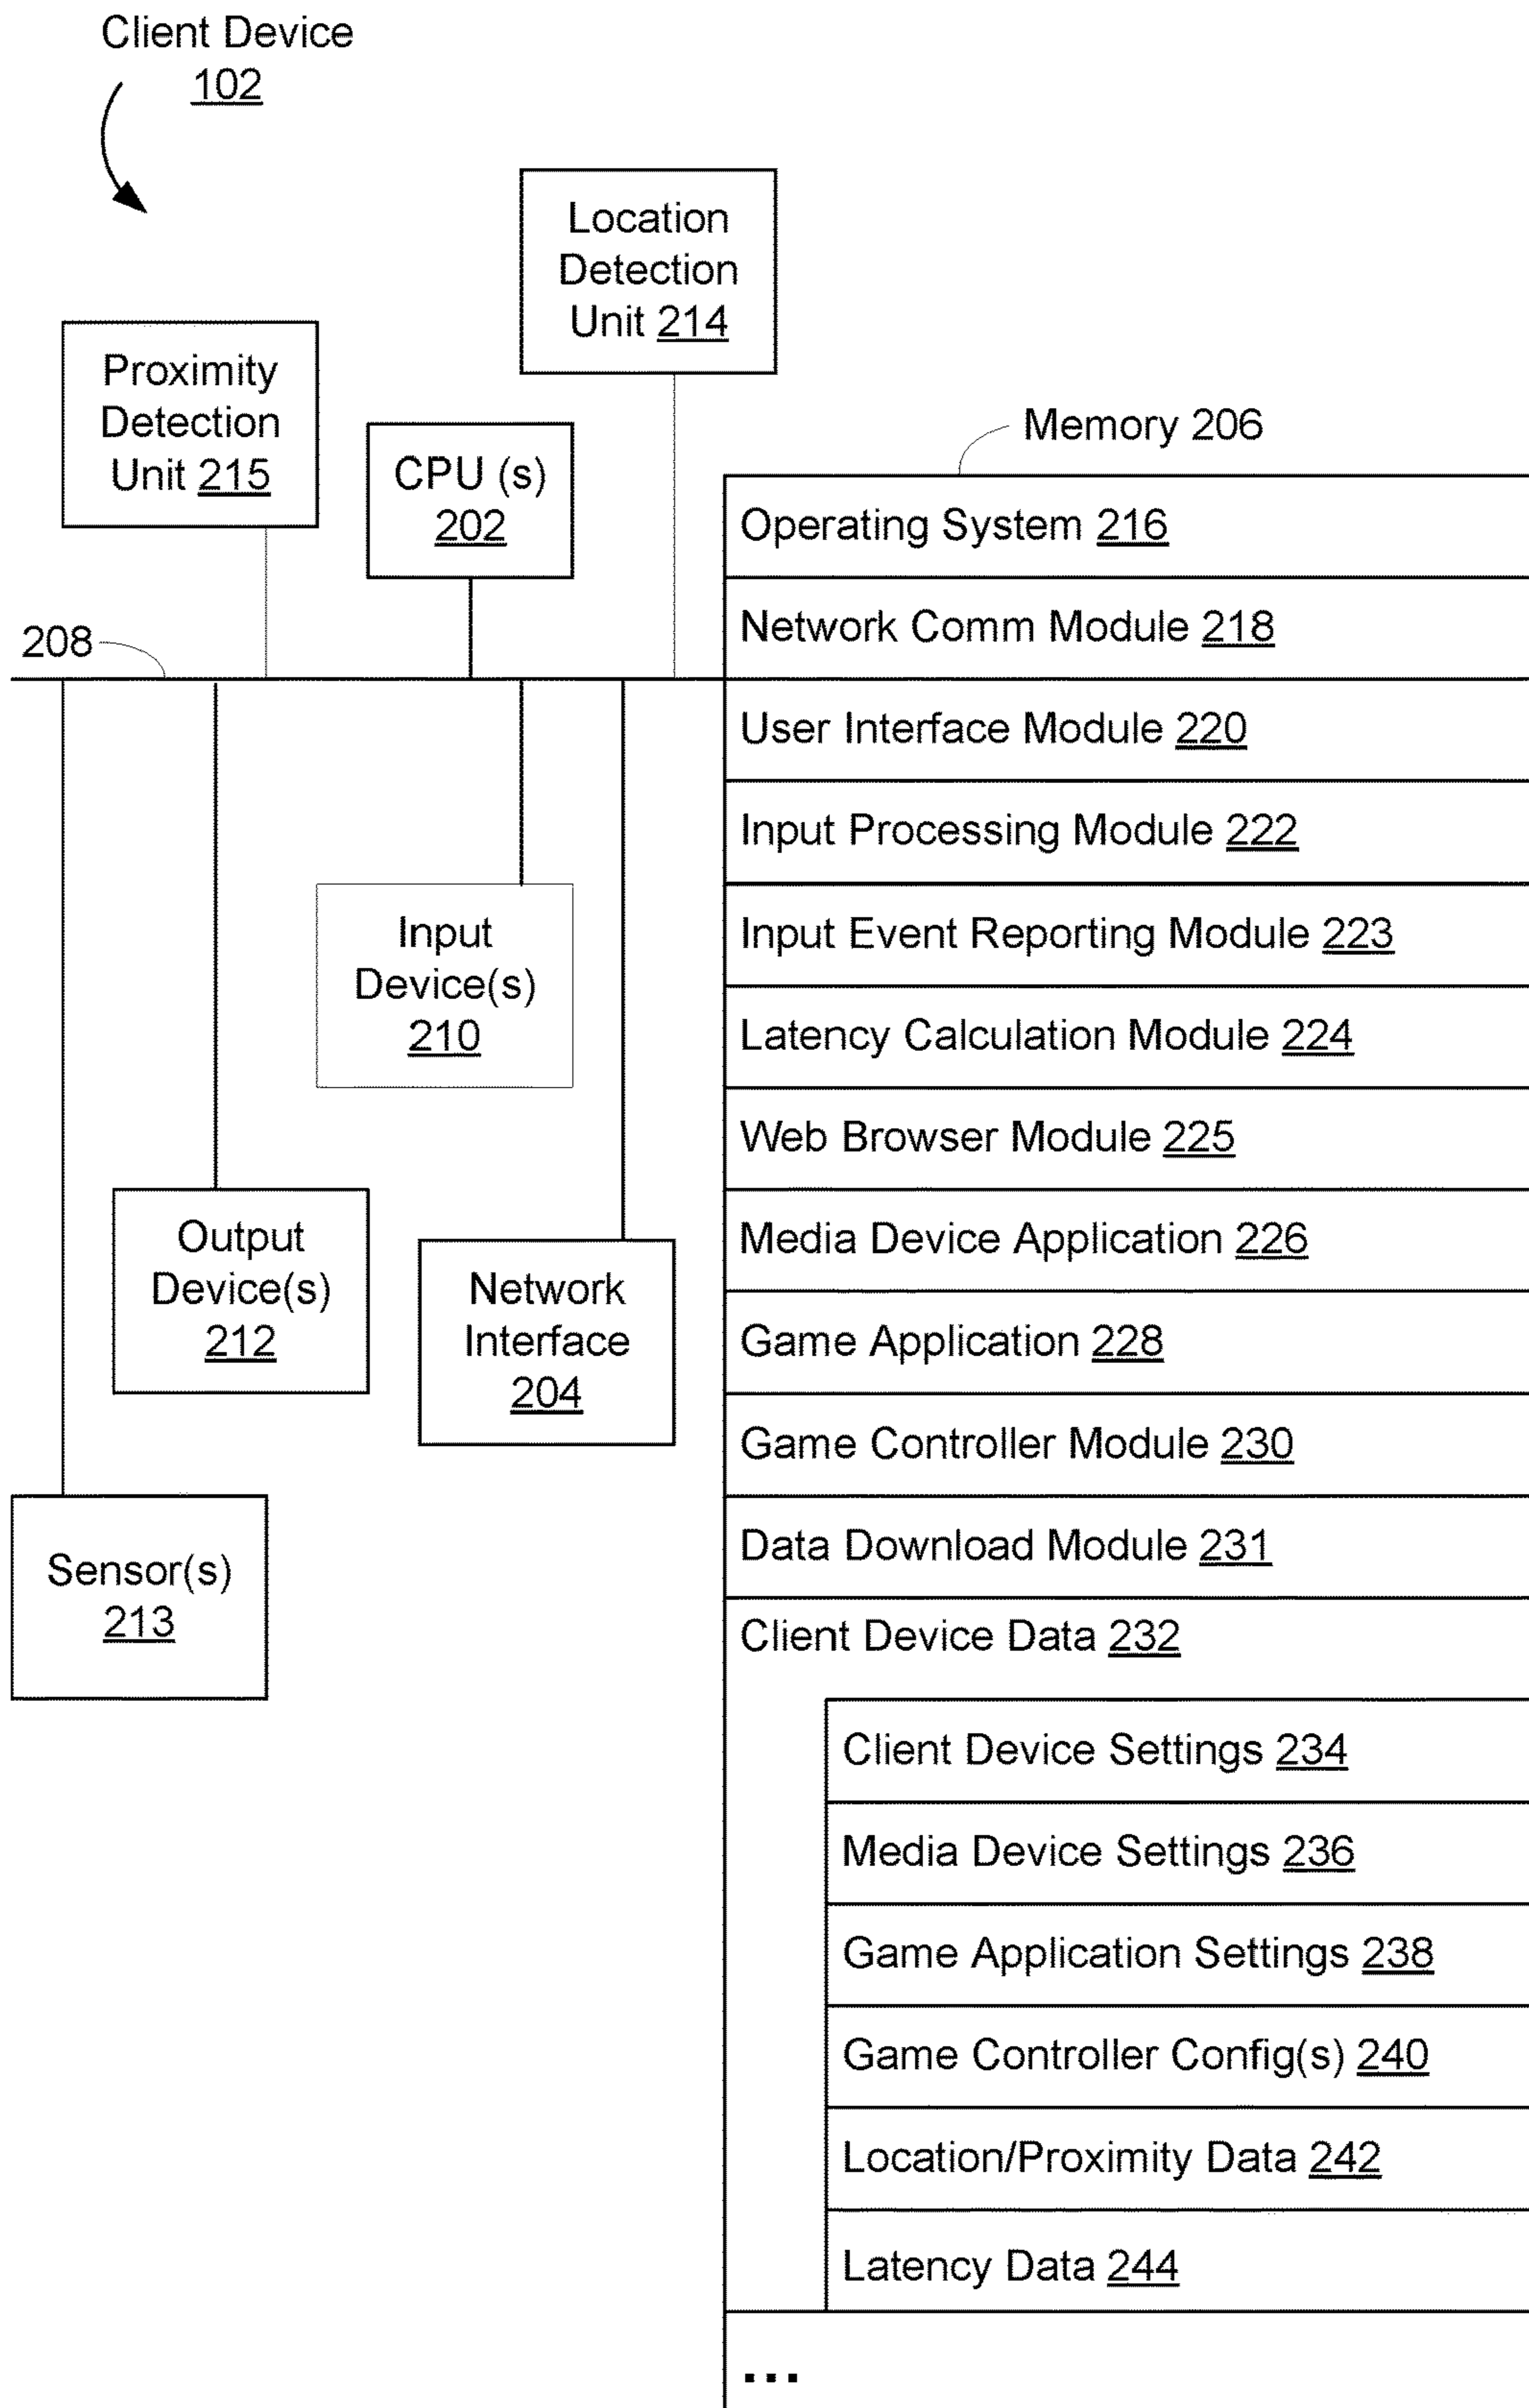 Client Device
102
Location
Detection
Unit 214
Proximity
Detection
Unit 215
CPU (s)
202
208
Input
Device(s)
210
Output
Device(s)
212
Network
Interface
204
Sensor(s)
213
Memory 206
Operating System 216
Network Comm Module 218
User Interface Module 220
Input Processing Module 222
Input Event Reporting Module 223
Latency Calculation Module 224
Web Browser Module 225
Media Device Application 226
Game Application 228
Game Controller Module 230
Data Download Module 231
Client Device Data 232
Client Device Settings 234
Media Device Settings 236
Game Application Settings 238
Game Controller Config(s) 240
Location/Proximity Data 242
Latency Data 244
...